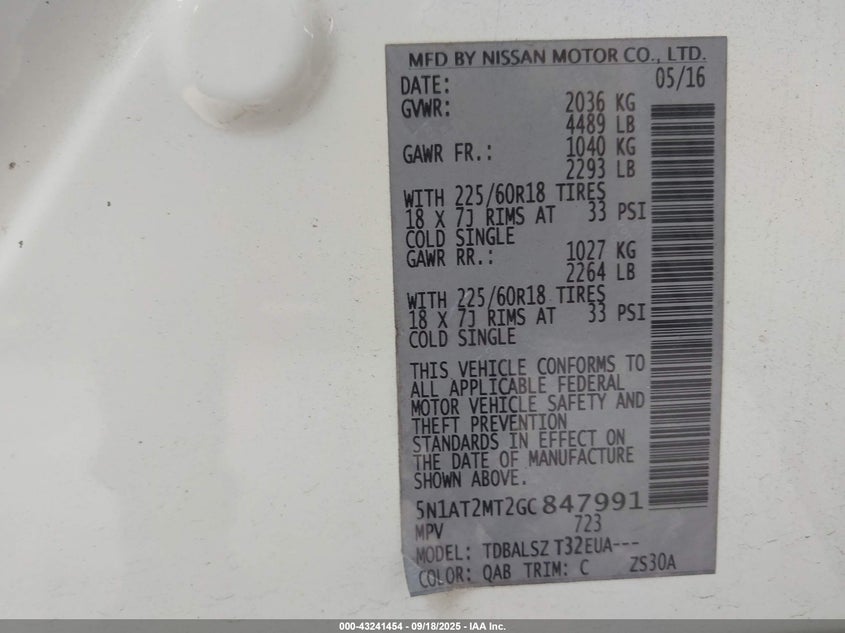 MFD BY NISSAN MOTOR CO., LTD.
DATE: 05/16
GVWR: 2036 KG
4489 LB
GAWR FR.: 1040 KG
2293 LB
WITH 225/60R18 TIRES
18 X 7J RIMS AT 33 PSI
COLD SINGLE
GAWR RR.: 1027 KG
2264 LB
WITH 225/60R18 TIRES
18 X 7J RIMS AT 33 PSI
COLD SINGLE
THIS VEHICLE CONFORMS TO
ALL APPLICABLE FEDERAL
MOTOR VEHICLE SAFETY AND
THEFT PREVENTION
STANDARDS IN EFFECT ON
THE DATE OF MANUFACTURE
SHOWN ABOVE.
5N1AT2MT2GC847991
MPV 723
MODEL: TDBALSZ T32EUA---
COLOR: QAB TRIM: C ZS30A
000-43241454 - 09/18/2025 - IAA Inc.